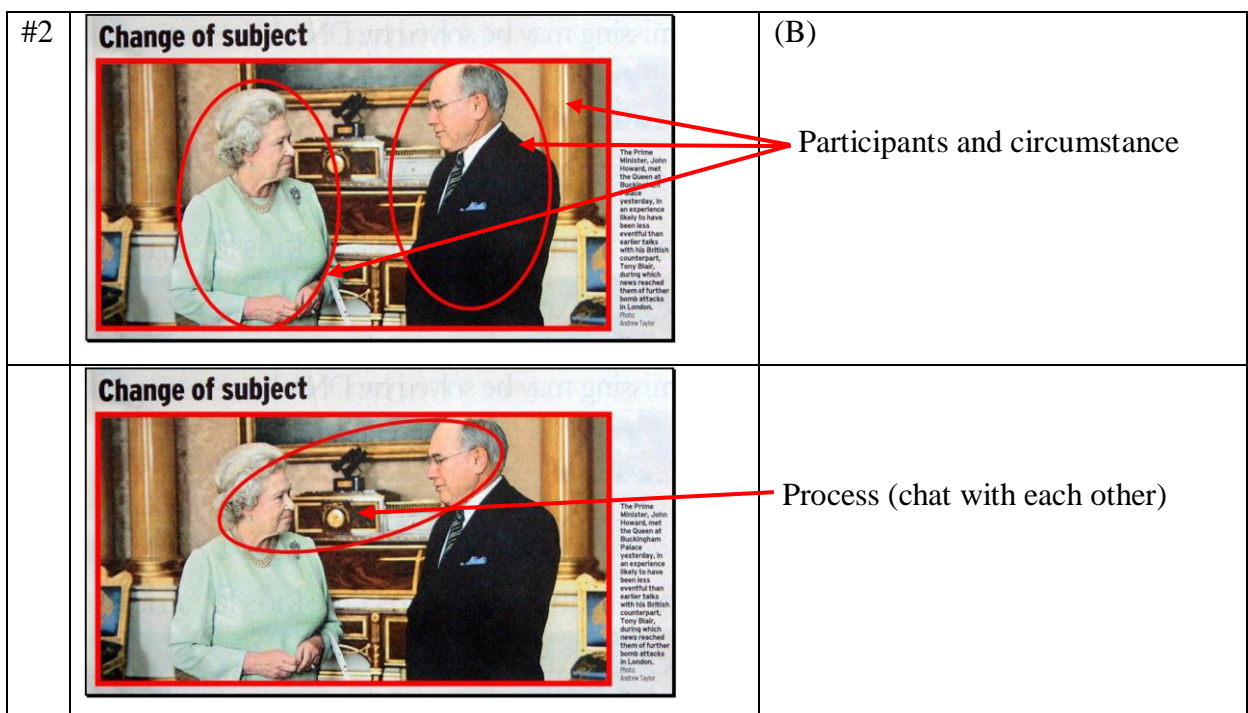 #2
Change of subject
(B)
The Prime
Minister, John
Howard, met
the Queen at
Buckingham
Palace
yesterday, in
an experience
likely to have
been less
eventful than
earlier talks
with his British
counterpart,
Tony Blair,
during which
news reached
them of further
bomb attacks
in London.
Photo:
Andrew Taylor
Participants and circumstance
Change of subject
The Prime
Minister, John
Howard, met
the Queen at
Buckingham
Palace
yesterday, in
an experience
likely to have
been less
eventful than
earlier talks
with his British
counterpart,
Tony Blair,
during which
news reached
them of further
bomb attacks
in London.
Photo:
Andrew Taylor
Process (chat with each other)